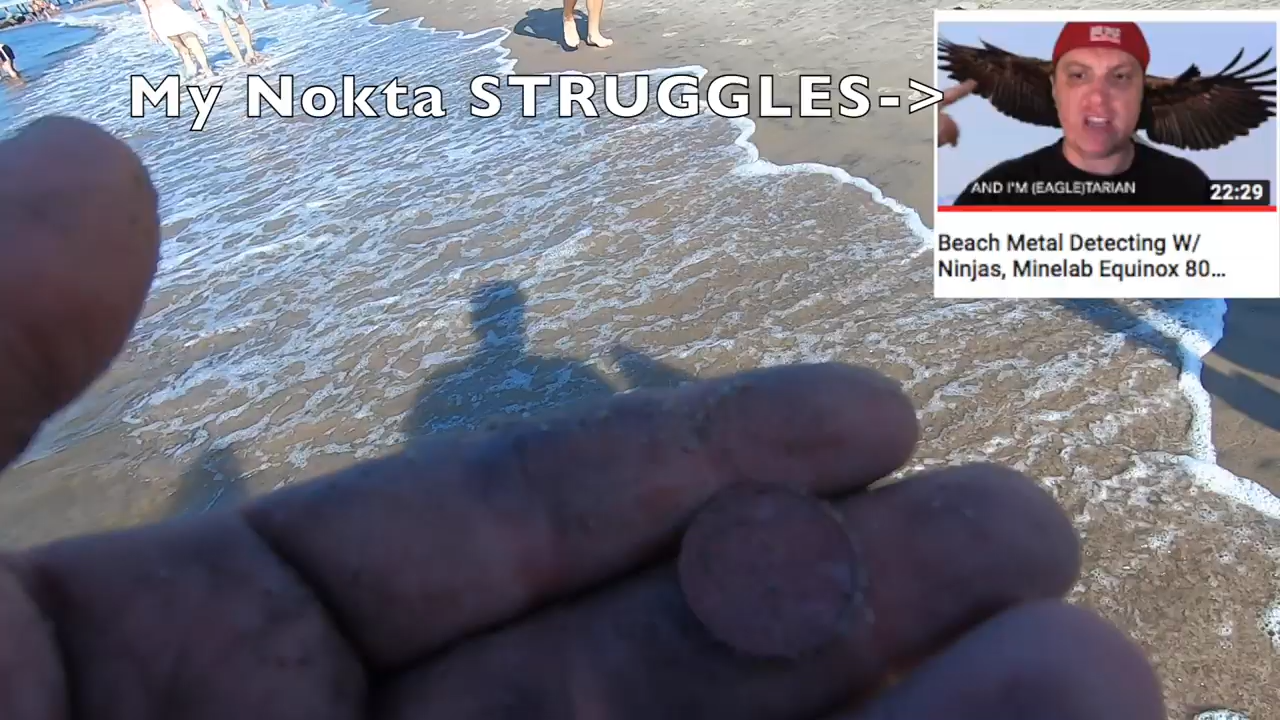 My Nokta STRUGGLES->
AND I'M (EAGLE)TARIAN
22:29
Beach Metal Detecting W/
Ninjas, Minelab Equinox 80...